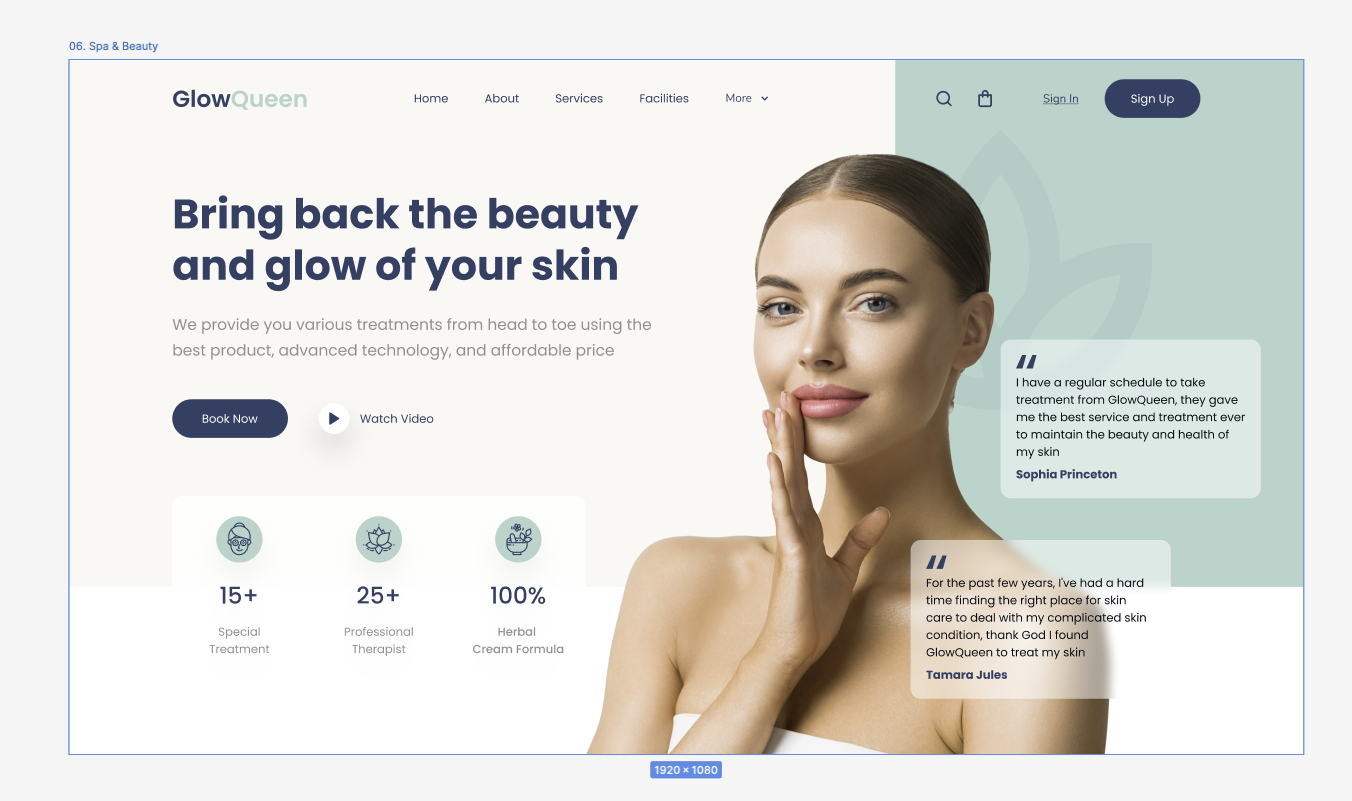 06. Spa & Beauty
GlowQueen
Home
About
Services
Facilities
More
Sign In
Sign Up
Bring back the beauty
and glow of your skin
We provide you various treatments from head to toe using the
best product, advanced technology, and affordable price
Book Now
Watch Video
I have a regular schedule to take
treatment from GlowQueen, they gave
me the best service and treatment ever
to maintain the beauty and health of
my skin
Sophia Princeton
15+
Special
Treatment
25+
Professional
Therapist
100%
Herbal
Cream Formula
For the past few years, I've had a hard
time finding the right place for skin
care to deal with my complicated skin
condition, thank God I found
GlowQueen to treat my skin
Tamara Jules
1920 × 1080